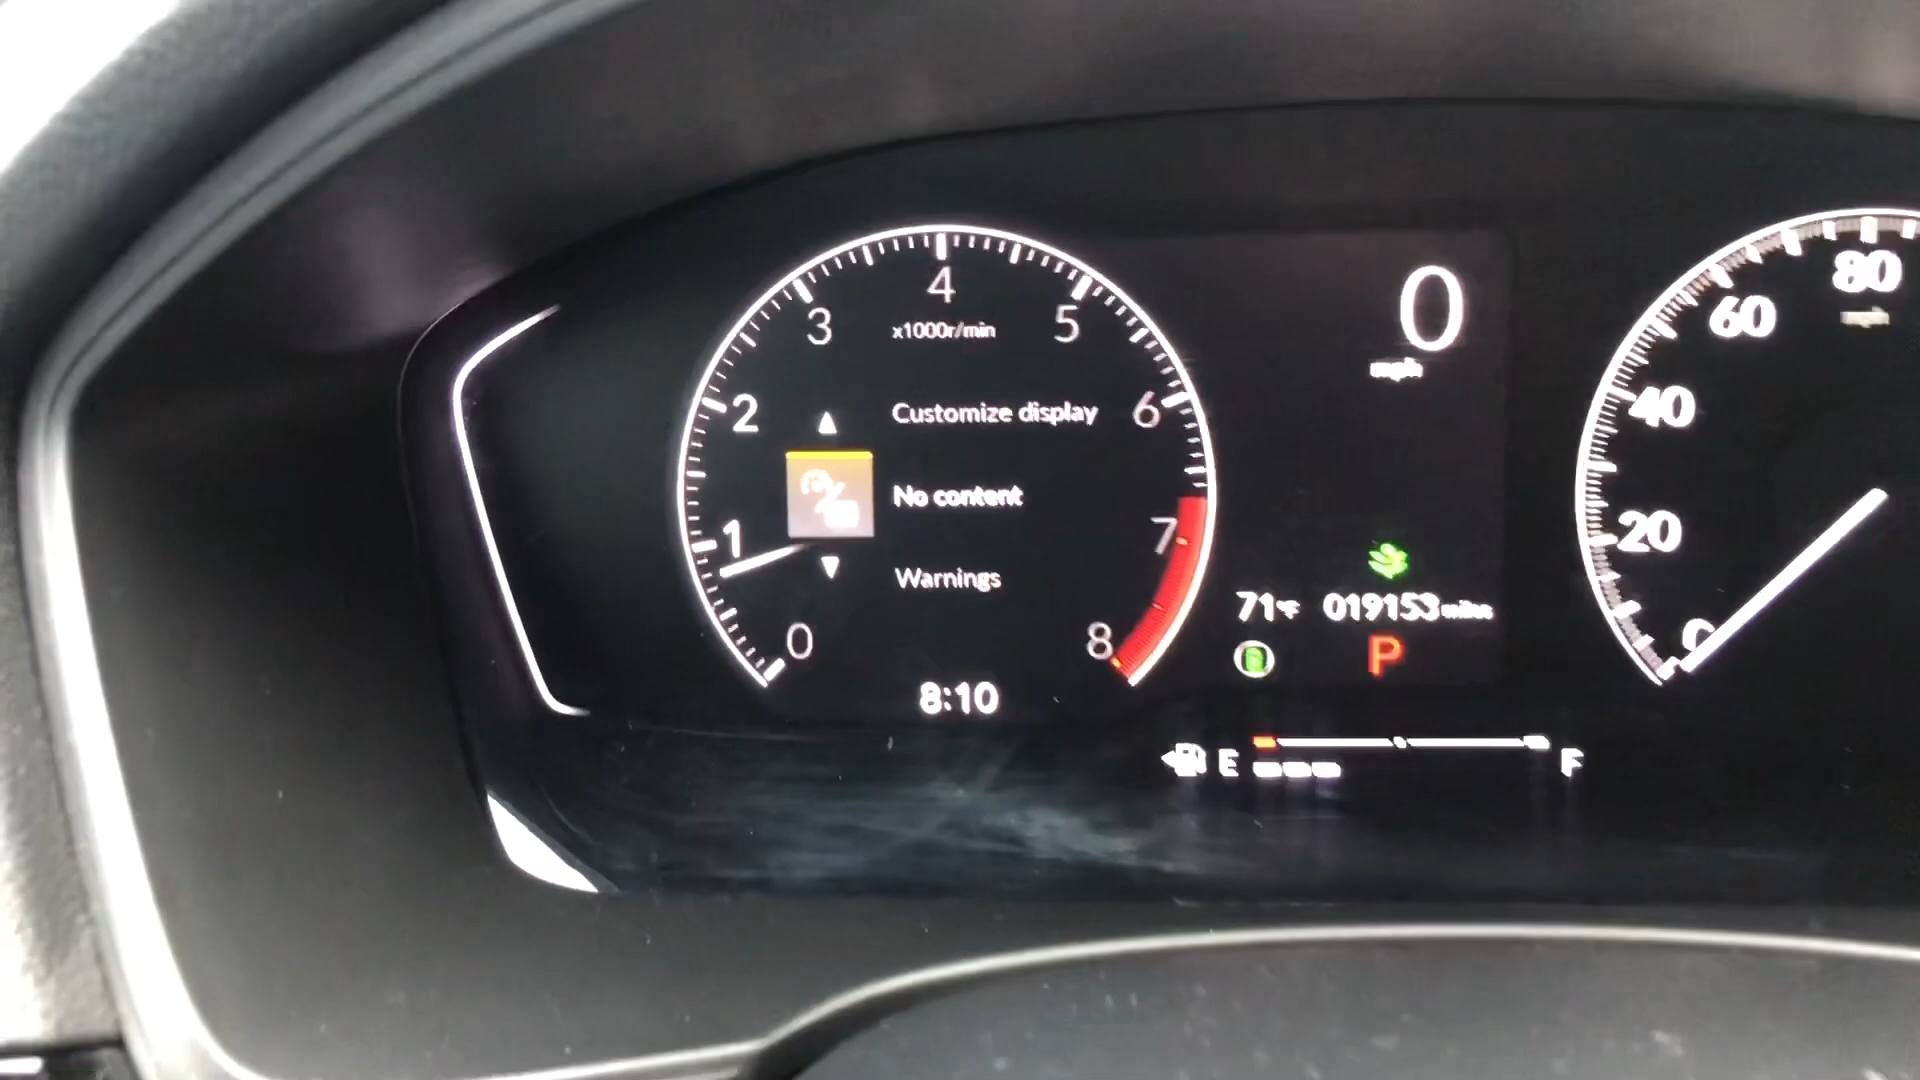 4
3
5
x1000r/min
2
Customize display
6
No content
1
7
Warnings
0
8
8:10
0
mph
71°F
019153 miles
P
E
F
80
mph
60
40
20
0